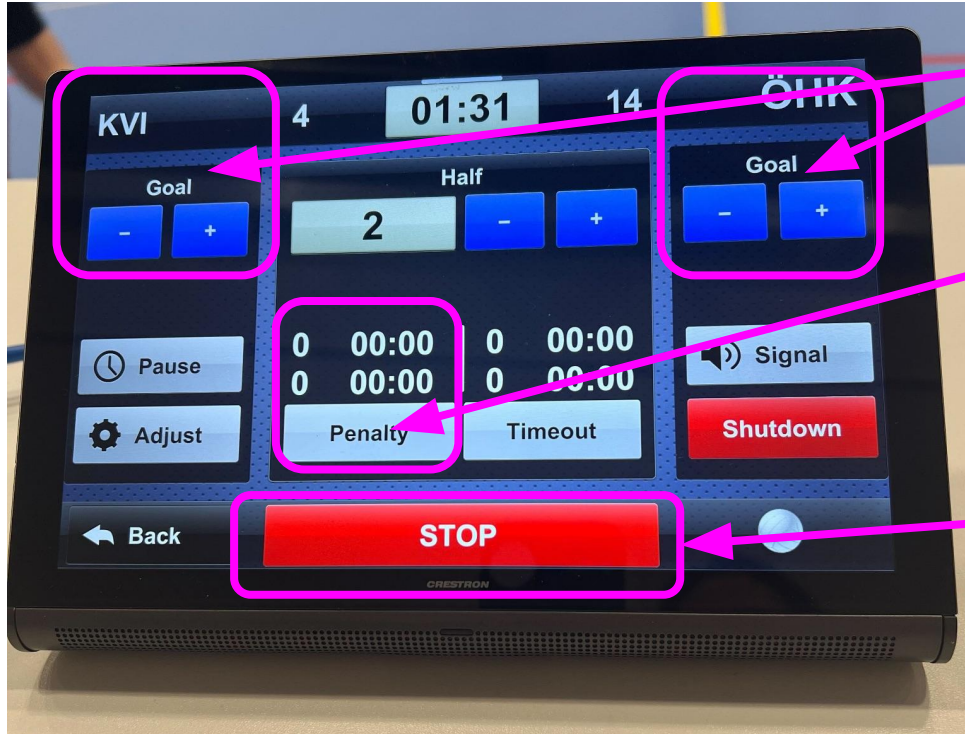 KVI 4 01:31 14 ÖHK
Goal Half Goal
- + 2 - + - +
0 00:00 0 00:00
0 00:00 0 00:00
Pause Signal
Adjust Penalty Timeout Shutdown
Back STOP
CRESTRON